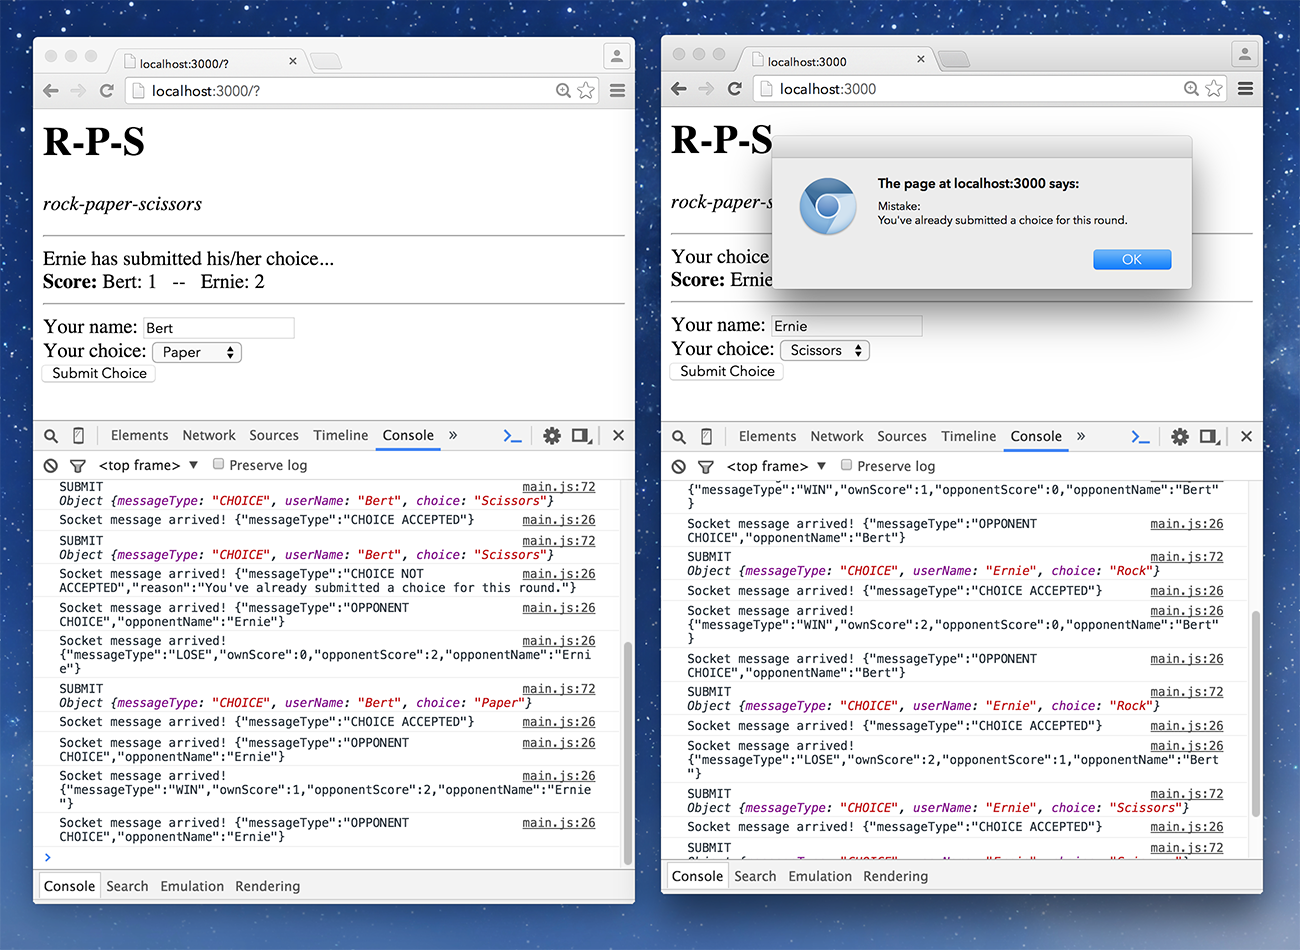 localhost:3000/?
localhost:3000/?
R-P-S
rock-paper-scissors
Ernie has submitted his/her choice...
Score: Bert: 1 -- Ernie: 2
Your name: Bert
Your choice: Paper
Submit Choice
Elements Network Sources Timeline Console »
<top frame> ▼ Preserve log
SUBMIT main.js:72
Object {messageType: "CHOICE", userName: "Bert", choice: "Scissors"}
Socket message arrived! {"messageType":"CHOICE ACCEPTED"} main.js:26
SUBMIT main.js:72
Object {messageType: "CHOICE", userName: "Bert", choice: "Scissors"}
Socket message arrived! {"messageType":"CHOICE NOT main.js:26
ACCEPTED","reason":"You've already submitted a choice for this round."}
Socket message arrived! {"messageType":"OPPONENT main.js:26
CHOICE","opponentName":"Ernie"}
Socket message arrived! main.js:26
{"messageType":"LOSE","ownScore":0,"opponentScore":2,"opponentName":"Erni
e"}
SUBMIT main.js:72
Object {messageType: "CHOICE", userName: "Bert", choice: "Paper"}
Socket message arrived! {"messageType":"CHOICE ACCEPTED"} main.js:26
Socket message arrived! {"messageType":"OPPONENT main.js:26
CHOICE","opponentName":"Ernie"}
Socket message arrived! main.js:26
{"messageType":"WIN","ownScore":1,"opponentScore":2,"opponentName":"Ernie
"}
Socket message arrived! {"messageType":"OPPONENT main.js:26
CHOICE","opponentName":"Ernie"}
Console Search Emulation Rendering
localhost:3000
localhost:3000
R-P-S
rock-paper-s
The page at localhost:3000 says:
Mistake:
You've already submitted a choice for this round.
OK
Your choice
Score: Ernie
Your name: Ernie
Your choice: Scissors
Submit Choice
Elements Network Sources Timeline Console »
<top frame> ▼ Preserve log
{"messageType":"WIN","ownScore":1,"opponentScore":0,"opponentName":"Bert"
}
Socket message arrived! {"messageType":"OPPONENT main.js:26
CHOICE","opponentName":"Bert"}
SUBMIT main.js:72
Object {messageType: "CHOICE", userName: "Ernie", choice: "Rock"}
Socket message arrived! {"messageType":"CHOICE ACCEPTED"} main.js:26
Socket message arrived! main.js:26
{"messageType":"WIN","ownScore":2,"opponentScore":0,"opponentName":"Bert"
}
Socket message arrived! {"messageType":"OPPONENT main.js:26
CHOICE","opponentName":"Bert"}
SUBMIT main.js:72
Object {messageType: "CHOICE", userName: "Ernie", choice: "Rock"}
Socket message arrived! {"messageType":"CHOICE ACCEPTED"} main.js:26
Socket message arrived! main.js:26
{"messageType":"LOSE","ownScore":2,"opponentScore":1,"opponentName":"Bert
"}
SUBMIT main.js:72
Object {messageType: "CHOICE", userName: "Ernie", choice: "Scissors"}
Socket message arrived! {"messageType":"CHOICE ACCEPTED"} main.js:26
SUBMIT main.js:72
Console Search Emulation Rendering